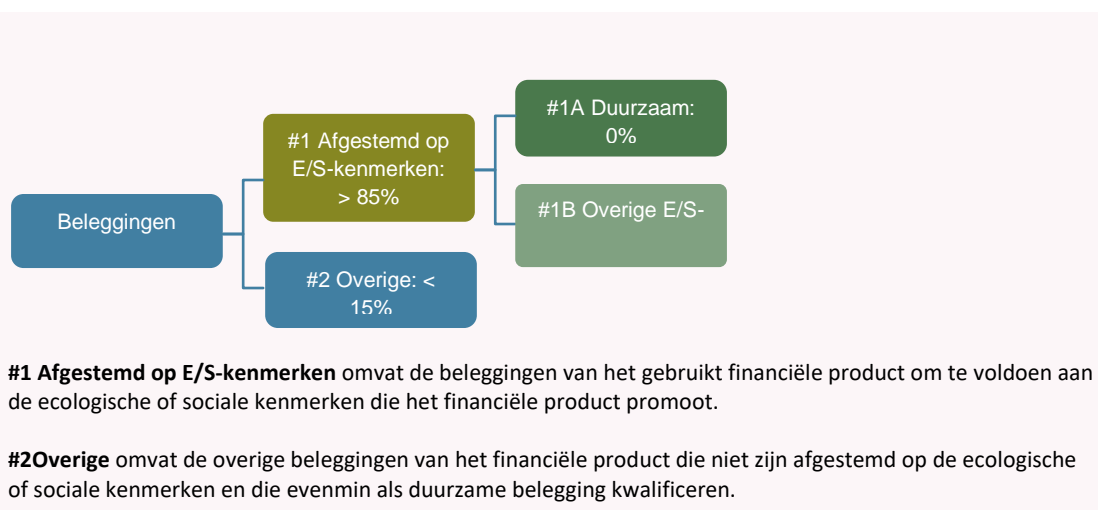 Beleggingen
#1 Afgestemd op
E/S-kenmerken:
> 85%
#2 Overige: <
15%
#1A Duurzaam:
0%
#1B Overige E/S-
#1 Afgestemd op E/S-kenmerken omvat de beleggingen van het gebruikt financiële product om te voldoen aan
de ecologische of sociale kenmerken die het financiële product promoot.
#2Overige omvat de overige beleggingen van het financiële product die niet zijn afgestemd op de ecologische
of sociale kenmerken en die evenmin als duurzame belegging kwalificeren.